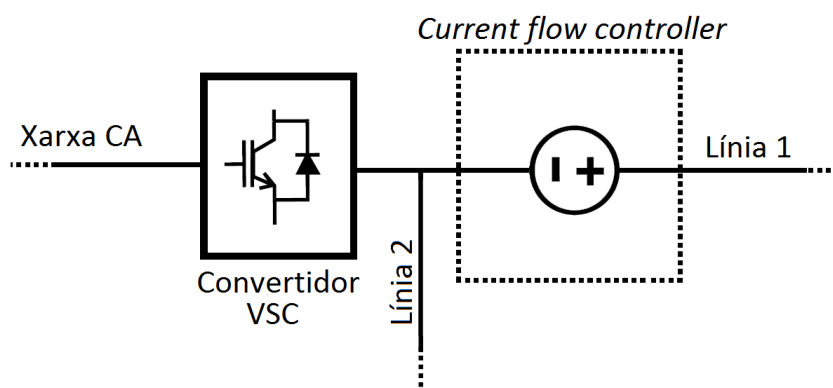 Current flow controller
Xarxa CA
Línia 1
Línia 2
Convertidor
VSC